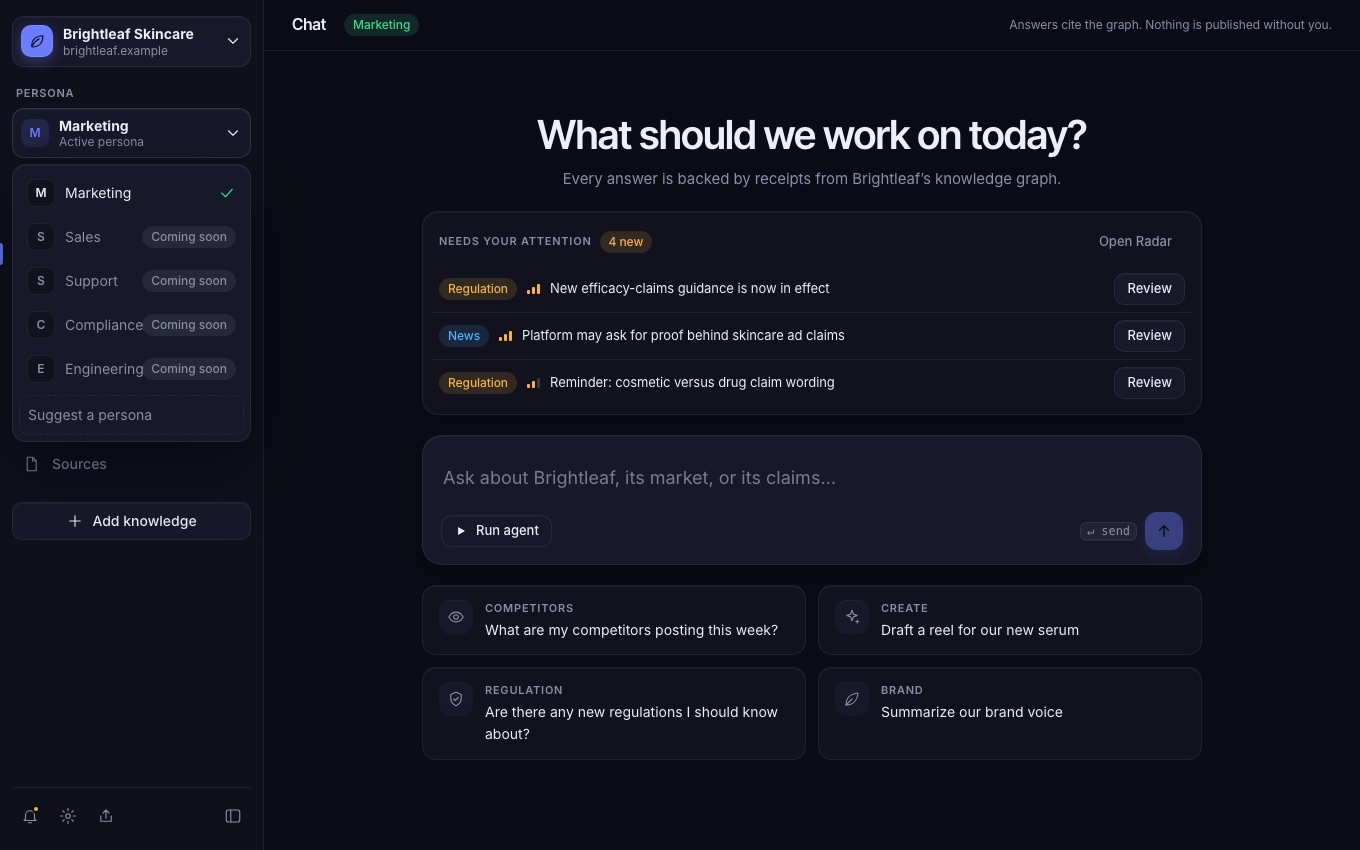 Brightleaf Skincare
brightleaf.example
PERSONA
M
Marketing
Active persona
M Marketing
S Sales Coming soon
S Support Coming soon
C Compliance Coming soon
E Engineering Coming soon
Suggest a persona
Sources
Add knowledge
Chat Marketing
Answers cite the graph. Nothing is published without you.
What should we work on today?
Every answer is backed by receipts from Brightleaf’s knowledge graph.
NEEDS YOUR ATTENTION 4 new Open Radar
Regulation New efficacy-claims guidance is now in effect Review
News Platform may ask for proof behind skincare ad claims Review
Regulation Reminder: cosmetic versus drug claim wording Review
Ask about Brightleaf, its market, or its claims...
Run agent ↵ send
COMPETITORS
What are my competitors posting this week?
CREATE
Draft a reel for our new serum
REGULATION
Are there any new regulations I should know
about?
BRAND
Summarize our brand voice